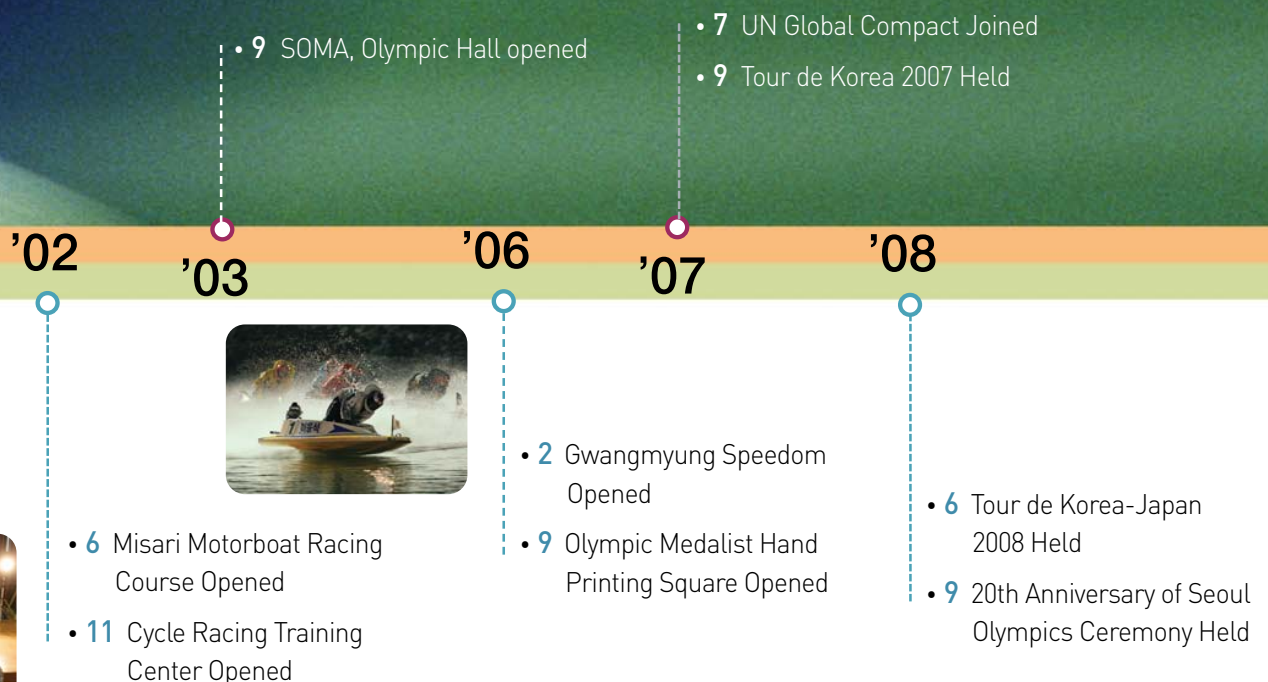 • 9 SOMA, Olympic Hall opened
• 7 UN Global Compact Joined
• 9 Tour de Korea 2007 Held
’02
’03
’06
’07
’08
• 6 Misari Motorboat Racing
Course Opened
• 11 Cycle Racing Training
Center Opened
• 2 Gwangmyung Speedom
Opened
• 9 Olympic Medalist Hand
Printing Square Opened
• 6 Tour de Korea-Japan
2008 Held
• 9 20th Anniversary of Seoul
Olympics Ceremony Held